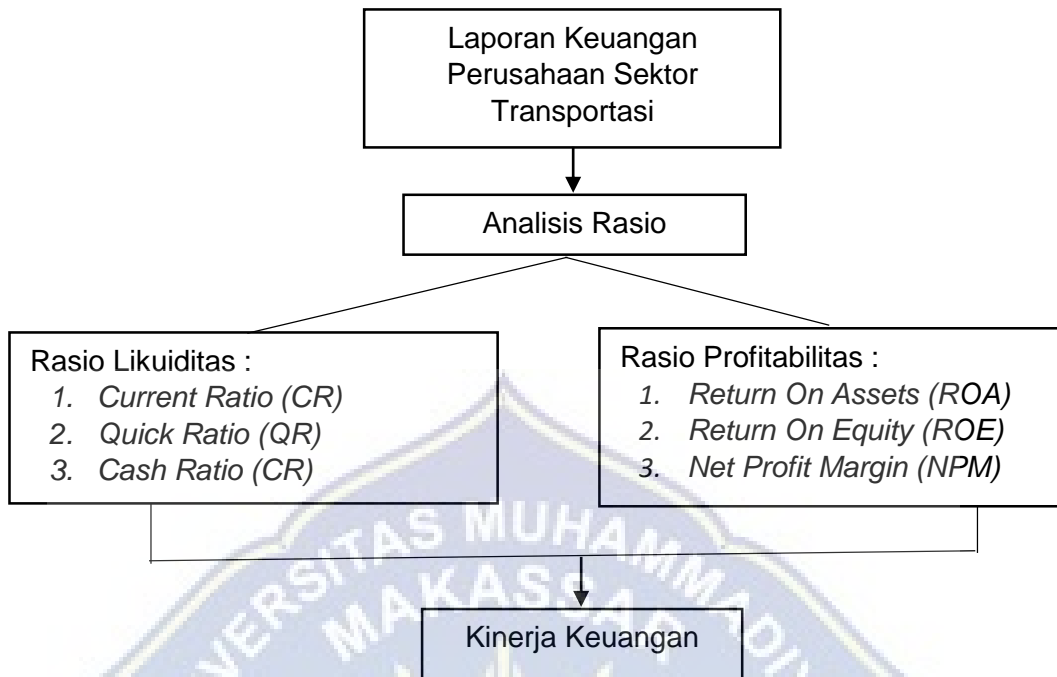 Laporan Keuangan
Perusahaan Sektor
Transportasi
Analisis Rasio
Rasio Likuiditas :
1. Current Ratio (CR)
2. Quick Ratio (QR)
3. Cash Ratio (CR)
Rasio Profitabilitas :
1. Return On Assets (ROA)
2. Return On Equity (ROE)
3. Net Profit Margin (NPM)
MUHAMMADIY
MAKASSAR
Kinerja Keuangan